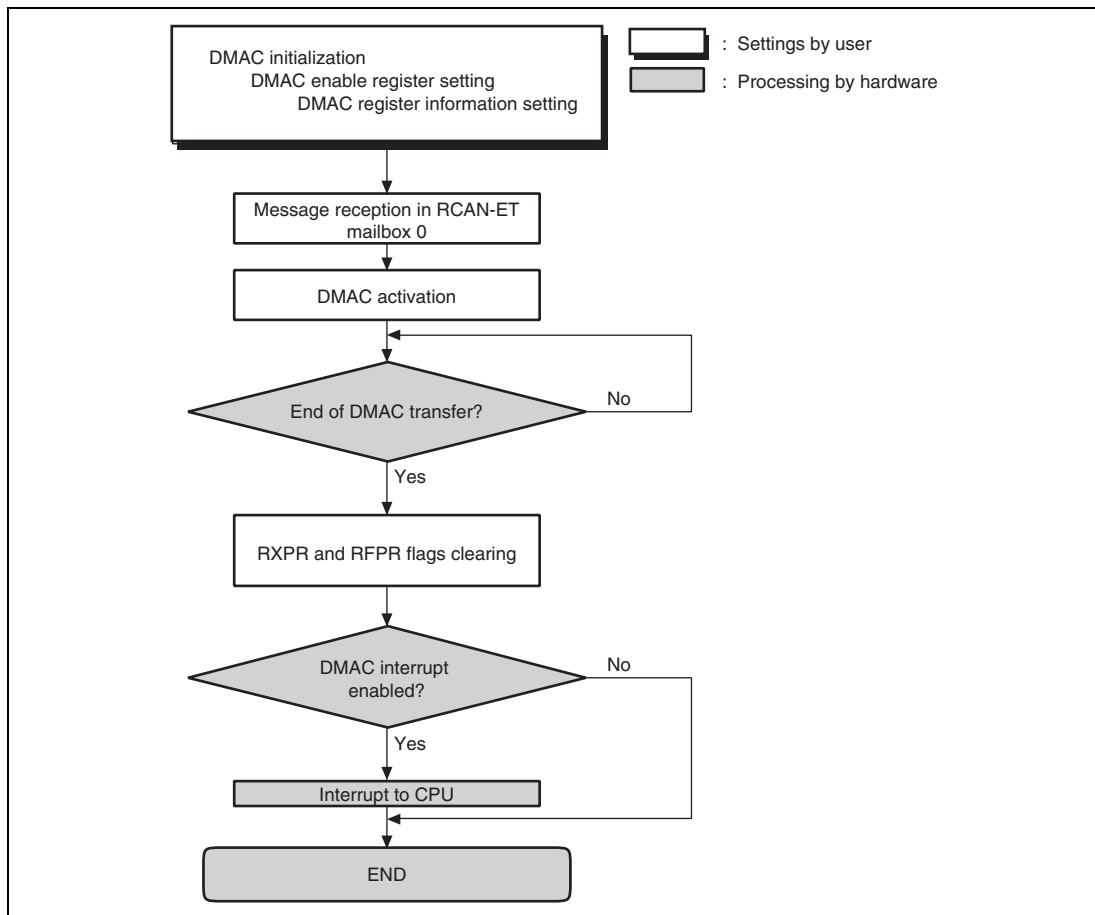 DMAC initialization
DMAC enable register setting
DMAC register information setting
: Settings by user
: Processing by hardware
Message reception in RCAN-ET
mailbox 0
DMAC activation
End of DMAC transfer?
No
Yes
RXPR and RFPR flags clearing
DMAC interrupt
enabled?
No
Yes
Interrupt to CPU
END